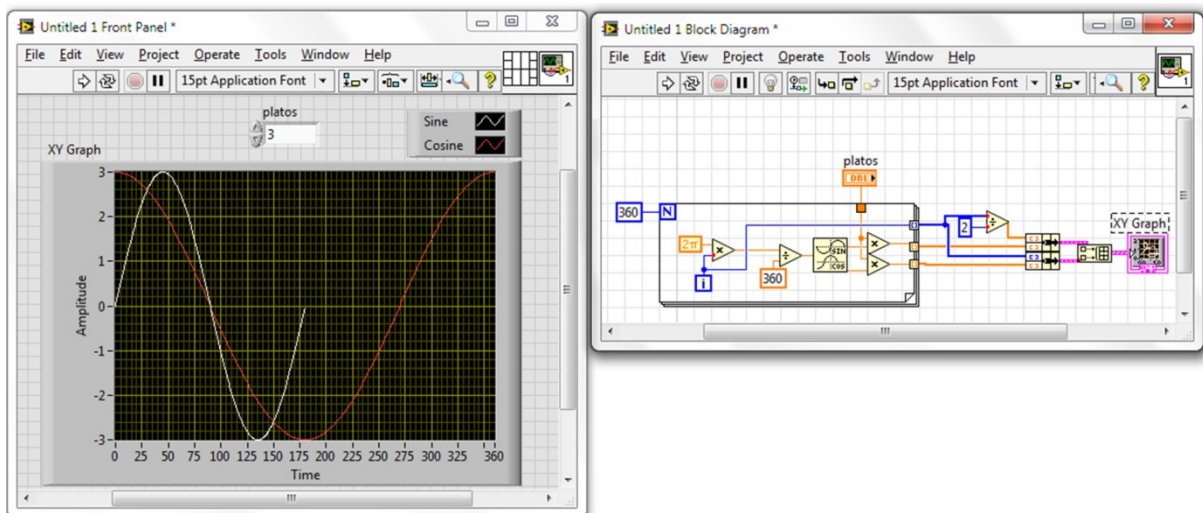 Untitled 1 Front Panel *
File Edit View Project Operate Tools Window Help
15pt Application Font
1
platos
3
Sine
Cosine
XY Graph
Amplitude
3-
2-
1-
0-
-1-
-2-
-3-
0 25 50 75 100 125 150 175 200 225 250 275 300 325 360
Time
Untitled 1 Block Diagram *
File Edit View Project Operate Tools Window Help
15pt Application Font
1
platos
DBL
360 N
2π
i
360
SIN
COS
2
XY Graph